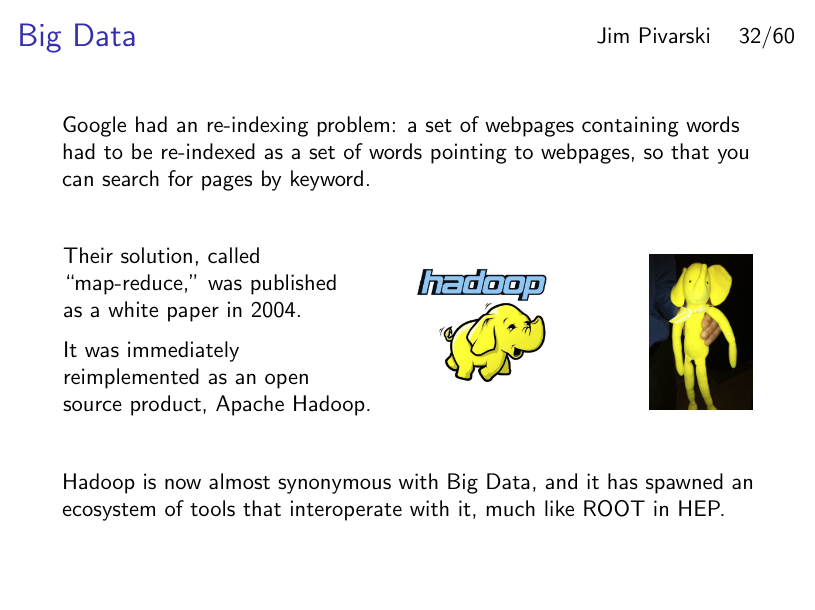 Big Data
Jim Pivarski 32/60
Google had an re-indexing problem: a set of webpages containing words
had to be re-indexed as a set of words pointing to webpages, so that you
can search for pages by keyword.
Their solution, called
“map-reduce,” was published
as a white paper in 2004.
It was immediately
reimplemented as an open
source product, Apache Hadoop.
hadoop
Hadoop is now almost synonymous with Big Data, and it has spawned an
ecosystem of tools that interoperate with it, much like ROOT in HEP.